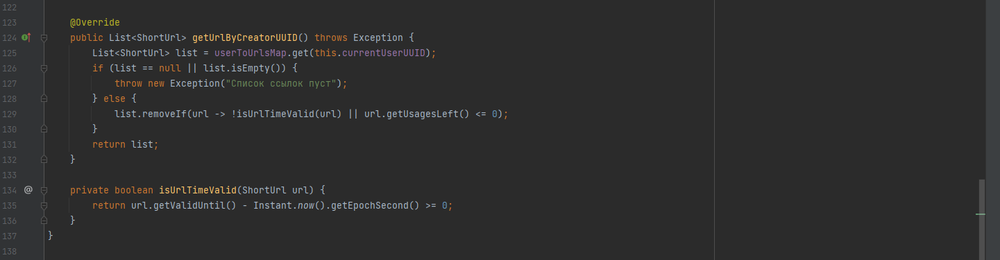 122
123 @Override
124 public List<ShortUrl> getUrlByCreatorUUID() throws Exception {
125 List<ShortUrl> list = userToUrlsMap.get(this.currentUserUUID);
126 if (list == null || list.isEmpty()) {
127 throw new Exception("Список ссылок пуст");
128 } else {
129 list.removeIf(url -> !isUrlTimeValid(url) || url.getUsagesLeft() <= 0);
130 }
131 return list;
132 }
133
134 @ private boolean isUrlTimeValid(ShortUrl url) {
135 return url.getValidUntil() - Instant.now().getEpochSecond() >= 0;
136 }
137 }
138